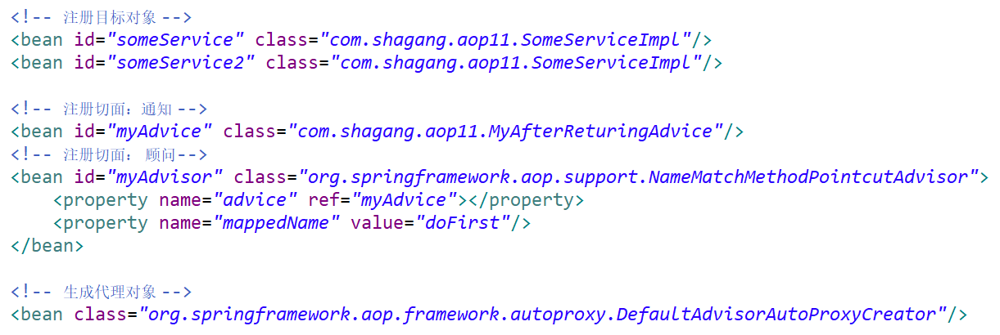 <!-- 注册目标对象 -->
<bean id="someService" class="com.shagang.aop11.SomeServiceImpl"/>
<bean id="someService2" class="com.shagang.aop11.SomeServiceImpl"/>
<!-- 注册切面：通知 -->
<bean id="myAdvice" class="com.shagang.aop11.MyAfterReturingAdvice"/>
<!-- 注册切面： 顾问-->
<bean id="myAdvisor" class="org.springframework.aop.support.NameMatchMethodPointcutAdvisor">
    <property name="advice" ref="myAdvice"></property>
    <property name="mappedName" value="doFirst"/>
</bean>
<!-- 生成代理对象 -->
<bean class="org.springframework.aop.framework.autoproxy.DefaultAdvisorAutoProxyCreator"/>